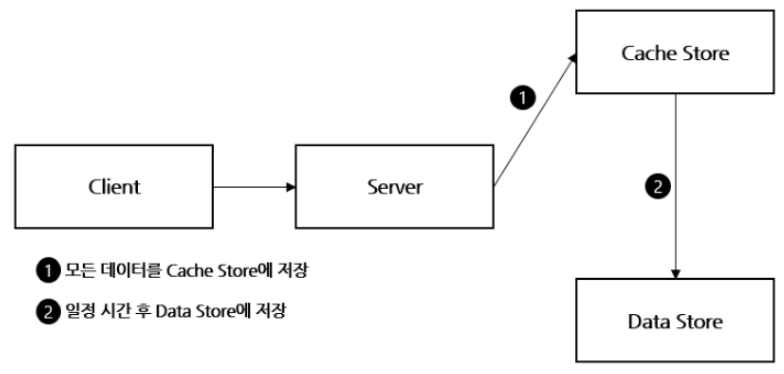 Cache Store
1
Client
Server
2
1 모든 데이터를 Cache Store에 저장
2 일정 시간 후 Data Store에 저장
Data Store